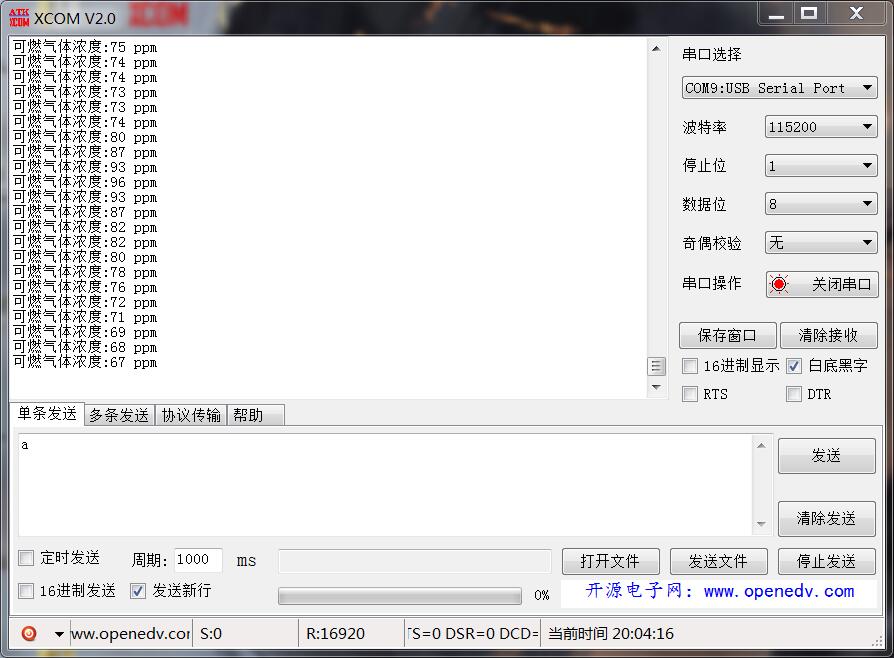 XCOM V2.0
可燃气体浓度:75 ppm
可燃气体浓度:74 ppm
可燃气体浓度:74 ppm
可燃气体浓度:73 ppm
可燃气体浓度:73 ppm
可燃气体浓度:74 ppm
可燃气体浓度:80 ppm
可燃气体浓度:87 ppm
可燃气体浓度:93 ppm
可燃气体浓度:96 ppm
可燃气体浓度:93 ppm
可燃气体浓度:87 ppm
可燃气体浓度:82 ppm
可燃气体浓度:82 ppm
可燃气体浓度:80 ppm
可燃气体浓度:78 ppm
可燃气体浓度:76 ppm
可燃气体浓度:72 ppm
可燃气体浓度:71 ppm
可燃气体浓度:69 ppm
可燃气体浓度:68 ppm
可燃气体浓度:67 ppm
串口选择
COM9:USB Serial Port
波特率 115200
停止位 1
数据位 8
奇偶校验 无
串口操作 关闭串口
保存窗口 清除接收
16进制显示 白底黑字
RTS DTR
单条发送 多条发送 协议传输 帮助
a
发送
清除发送
定时发送 周期: 1000 ms 打开文件 发送文件 停止发送
16进制发送 发送新行 0% 开源电子网: www.openedv.com
ww.openedv.cor S:0 R:16920 TS=0 DSR=0 DCD= 当前时间 20:04:16